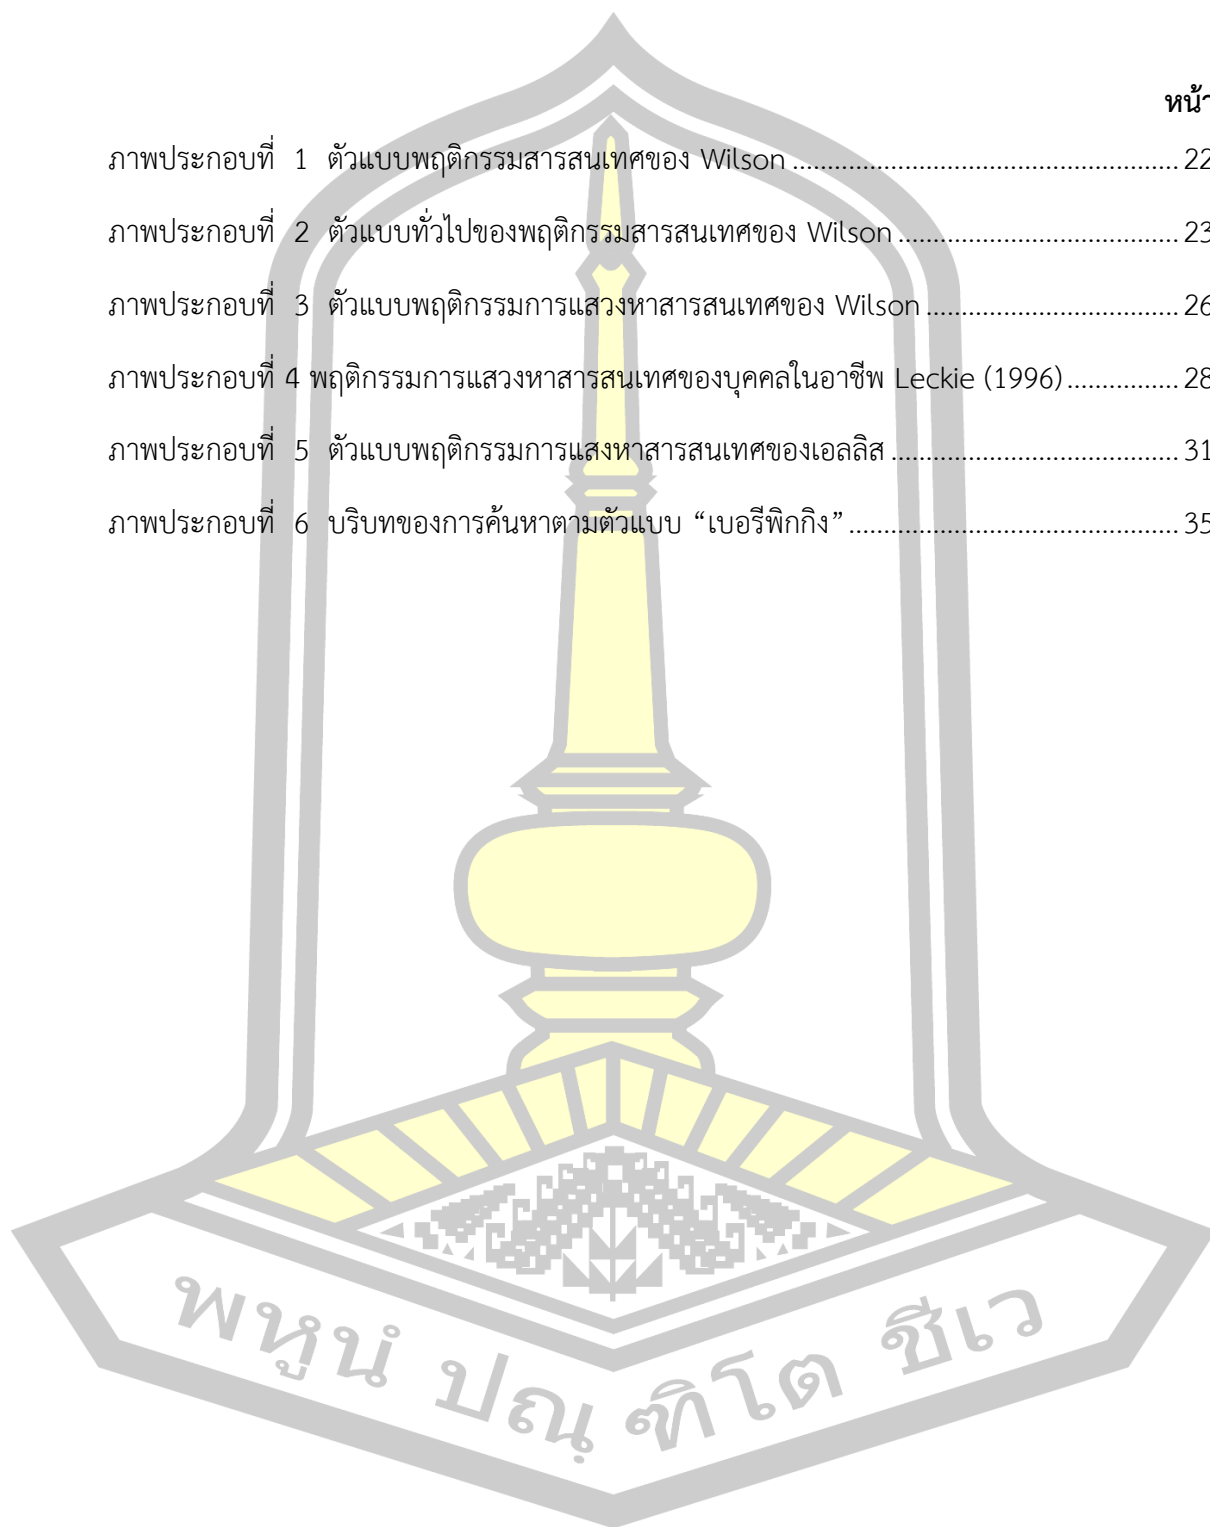 หน้า
ภาพประกอบที่ 1 ตัวแบบพฤติกรรมสารสนเทศของ Wilson ........................................................ 22
ภาพประกอบที่ 2 ตัวแบบทั่วไปของพฤติกรรมสารสนเทศของ Wilson ......................................... 23
ภาพประกอบที่ 3 ตัวแบบพฤติกรรมการแสวงหาสารสนเทศของ Wilson ..................................... 26
ภาพประกอบที่ 4 พฤติกรรมการแสวงหาสารสนเทศของบุคคลในอาชีพ Leckie (1996) ................ 28
ภาพประกอบที่ 5 ตัวแบบพฤติกรรมการแสงหาสารสนเทศของเอลลิส .......................................... 31
ภาพประกอบที่ 6 บริบทของการค้นหาตามตัวแบบ “เบอรีพิกกิง” ................................................ 35
พหูนํ ปณฺฑิโต ชีเว